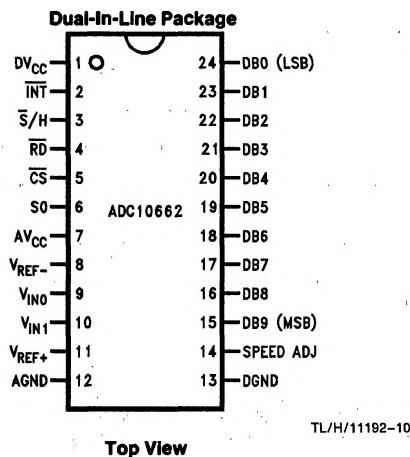 Dual-In-Line Package
DVCC 1 24 DB0 (LSB)
INT 2 23 DB1
S/H 3 22 DB2
RD 4 21 DB3
CS 5 20 DB4
S0 6 ADC10662 19 DB5
AVCC 7 18 DB6
VREF- 8 17 DB7
VIN0 9 16 DB8
VIN1 10 15 DB9 (MSB)
VREF+ 11 14 SPEED ADJ
AGND 12 13 DGND
TL/H/11192-10
Top View